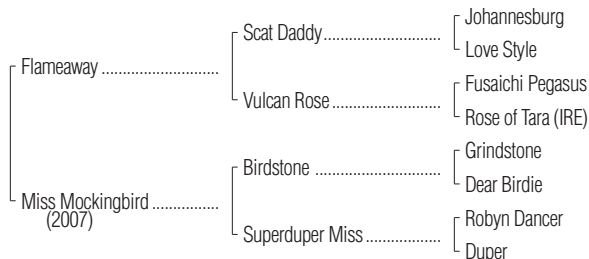 Johannesburg
Scat Daddy........................
Love Style
Flameaway ........................
Fusaichi Pegasus
Vulcan Rose ......................
Rose of Tara (IRE)
Grindstone
Birdstone .........................
Dear Birdie
Miss Mockingbird ..............
(2007)
Robyn Dancer
Superduper Miss...............
Duper